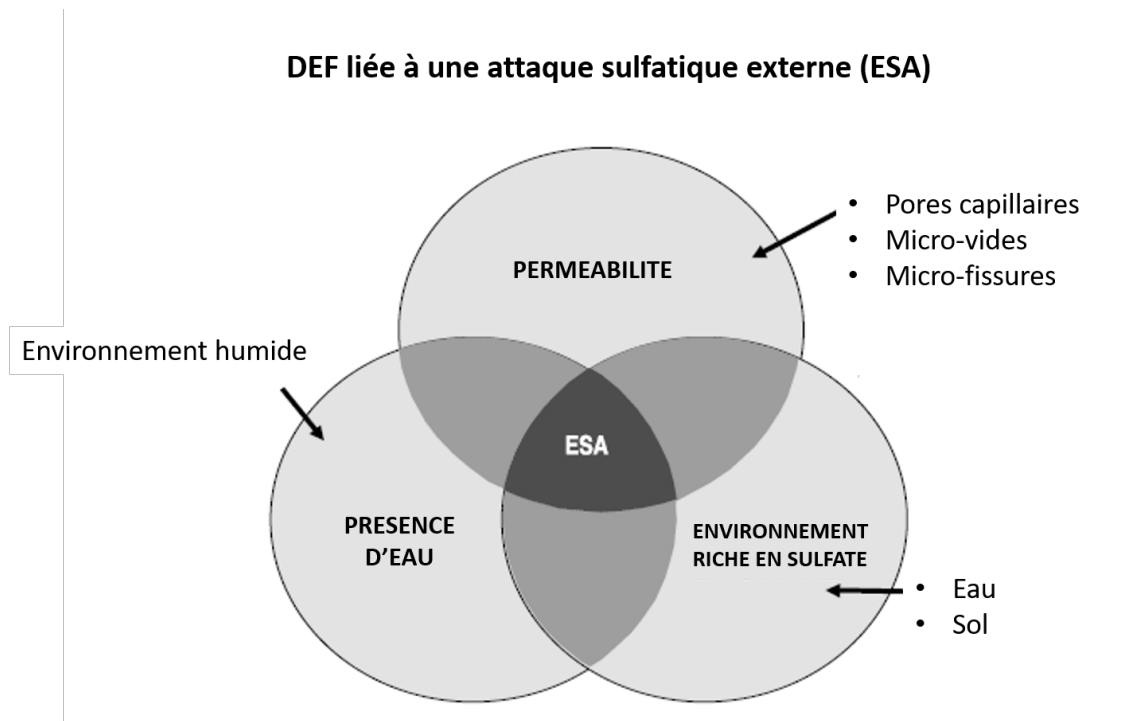 DEF liée à une attaque sulfatique externe (ESA)
• Pores capillaires
• Micro-vides
• Micro-fissures
PERMEABILITE
Environnement humide
ESA
PRESENCE
D’EAU
ENVIRONNEMENT
RICHE EN SULFATE
• Eau
• Sol